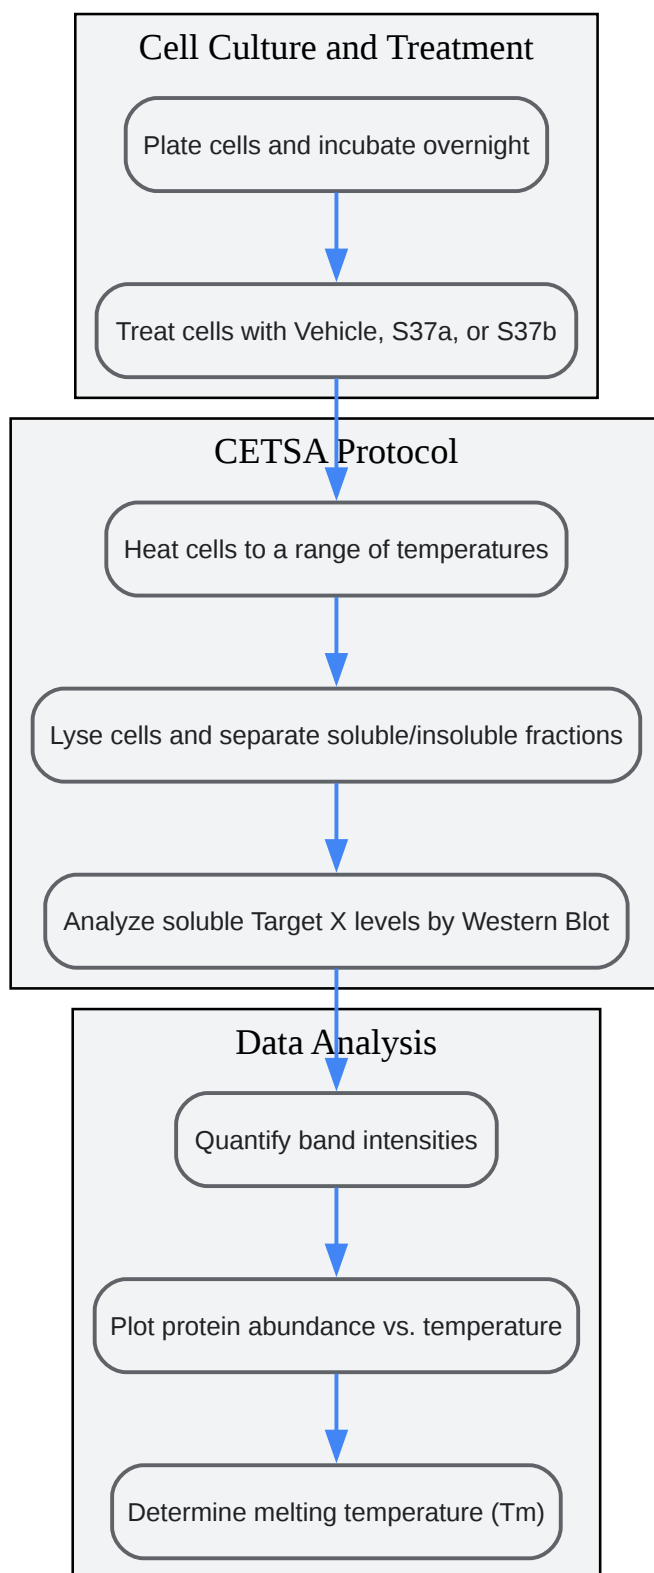 Cell Culture and Treatment
Plate cells and incubate overnight
Treat cells with Vehicle, S37a, or S37b
CETSA Protocol
Heat cells to a range of temperatures
Lyse cells and separate soluble/insoluble fractions
Analyze soluble Target X levels by Western Blot
Data Analysis
Quantify band intensities
Plot protein abundance vs. temperature
Determine melting temperature (Tm)